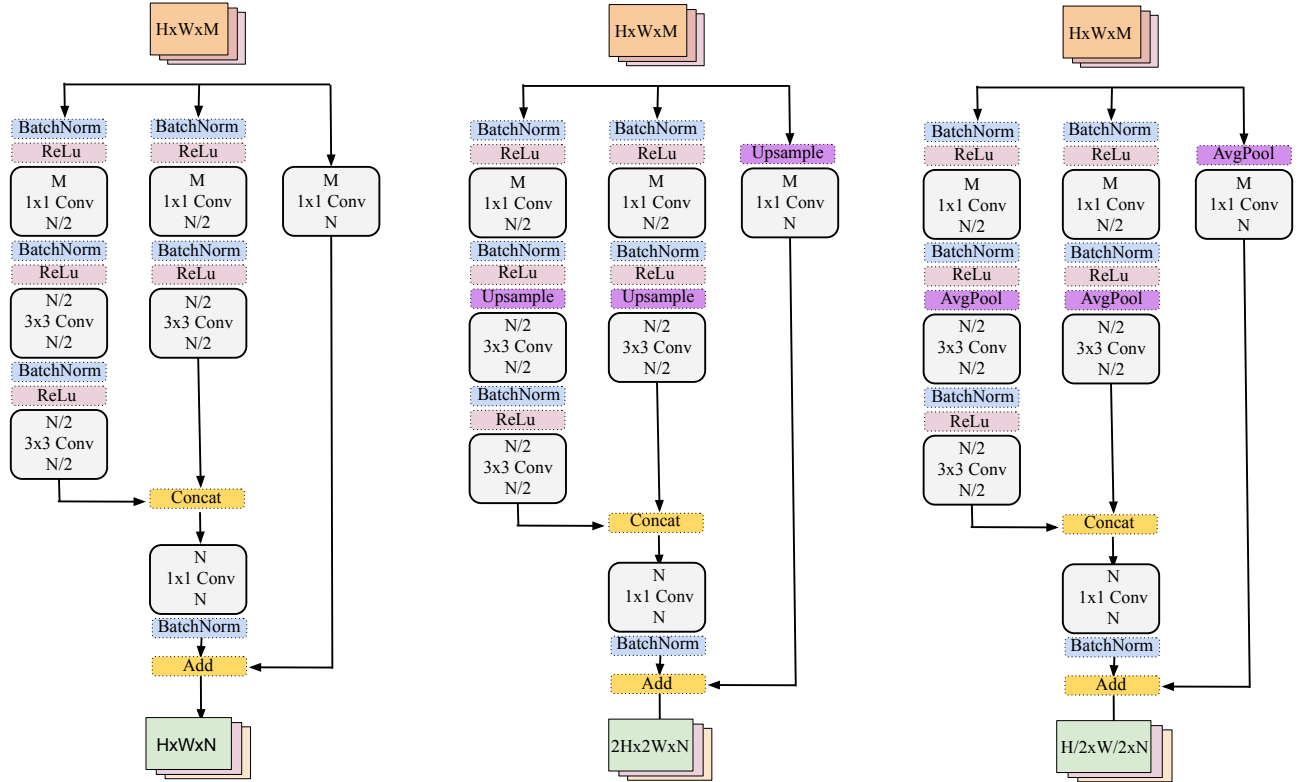 HxWxM
BatchNorm
ReLu
M
1x1 Conv
N/2
BatchNorm
ReLu
N/2
3x3 Conv
N/2
BatchNorm
ReLu
N/2
3x3 Conv
N/2
BatchNorm
ReLu
M
1x1 Conv
N/2
BatchNorm
ReLu
N/2
3x3 Conv
N/2
M
1x1 Conv
N
Concat
N
1x1 Conv
N
BatchNorm
Add
HxWxN
HxWxM
BatchNorm
ReLu
M
1x1 Conv
N/2
BatchNorm
ReLu
Upsample
N/2
3x3 Conv
N/2
BatchNorm
ReLu
N/2
3x3 Conv
N/2
BatchNorm
ReLu
M
1x1 Conv
N/2
BatchNorm
ReLu
Upsample
N/2
3x3 Conv
N/2
Upsample
M
1x1 Conv
N
Concat
N
1x1 Conv
N
BatchNorm
Add
2Hx2WxN
HxWxM
BatchNorm
ReLu
M
1x1 Conv
N/2
BatchNorm
ReLu
AvgPool
N/2
3x3 Conv
N/2
BatchNorm
ReLu
N/2
3x3 Conv
N/2
BatchNorm
ReLu
M
1x1 Conv
N/2
BatchNorm
ReLu
AvgPool
N/2
3x3 Conv
N/2
AvgPool
M
1x1 Conv
N
Concat
N
1x1 Conv
N
BatchNorm
Add
H/2xW/2xN